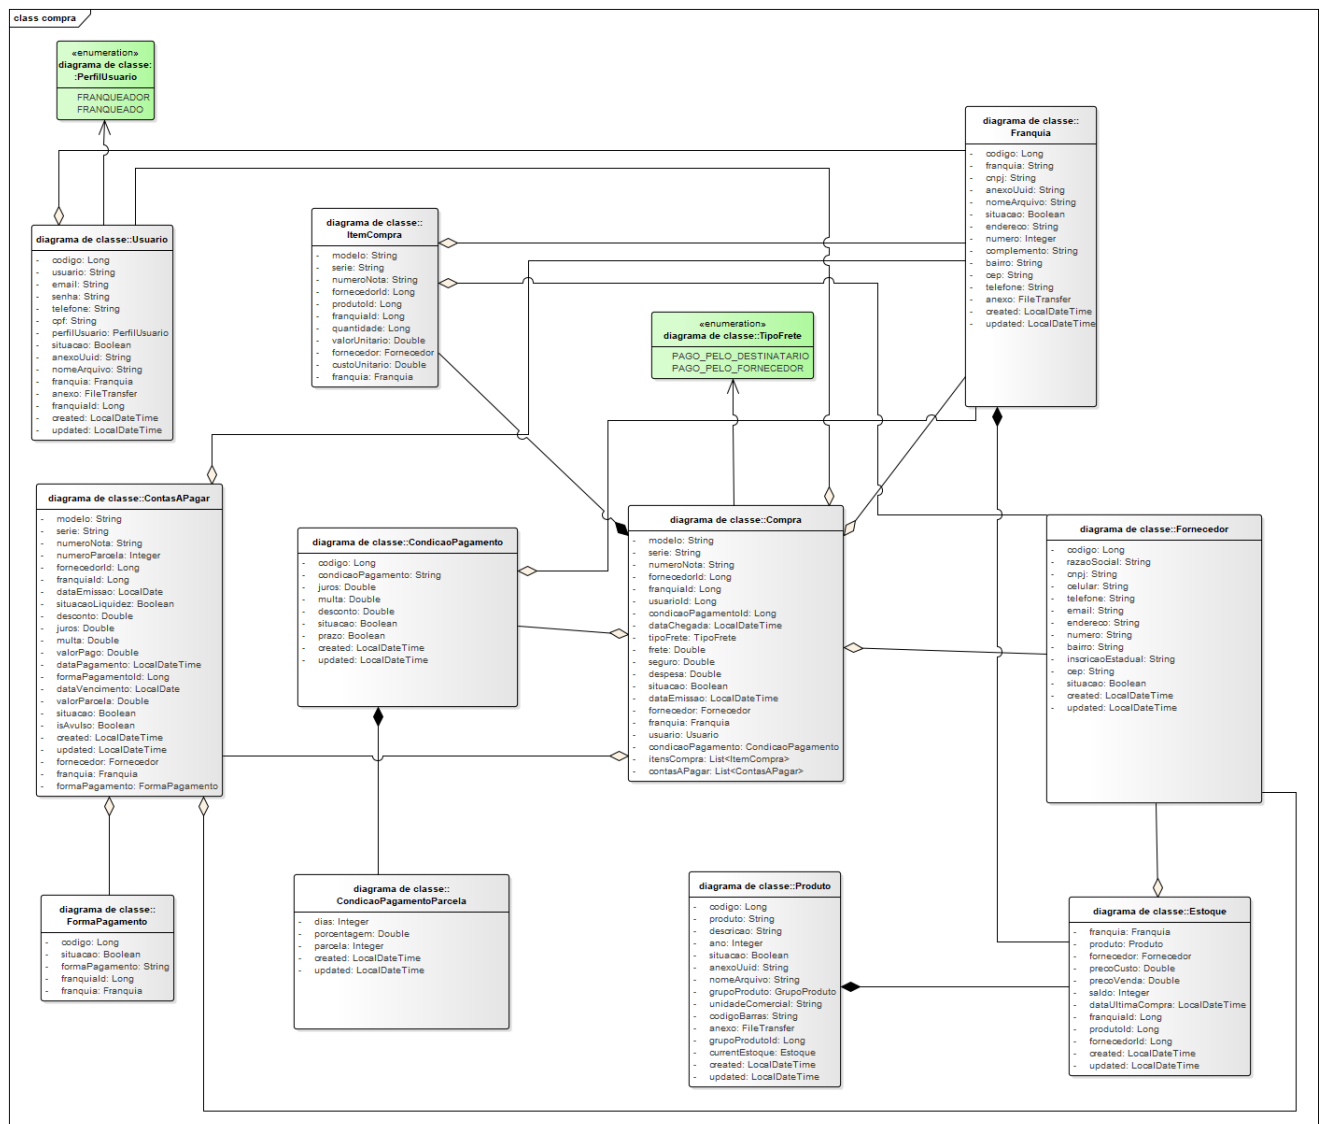 class compra
«enumeration»
diagrama de classe:
:PerfilUsuario
FRANQUEADOR
FRANQUEADO
diagrama de classe::
Franquia
- codigo: Long
- franquia: String
- cnpj: String
- anexoUuid: String
- nomeArquivo: String
- situacao: Boolean
- endereco: String
- numero: Integer
- complemento: String
- bairro: String
- cep: String
- telefone: String
- anexo: FileTransfer
- created: LocalDateTime
- updated: LocalDateTime
diagrama de classe::Usuario
- codigo: Long
- usuario: String
- email: String
- senha: String
- telefone: String
- cpf: String
- perfilUsuario: PerfilUsuario
- situacao: Boolean
- anexoUuid: String
- nomeArquivo: String
- franquia: Franquia
- anexo: FileTransfer
- franquiaId: Long
- created: LocalDateTime
- updated: LocalDateTime
diagrama de classe::
ItemCompra
- modelo: String
- serie: String
- numeroNota: String
- fornecedorId: Long
- produtoId: Long
- franquiaId: Long
- quantidade: Long
- valorUnitario: Double
- fornecedor: Fornecedor
- custoUnitario: Double
- franquia: Franquia
«enumeration»
diagrama de classe::TipoFrete
PAGO_PELO_DESTINATARIO
PAGO_PELO_FORNECEDOR
diagrama de classe::ContasAPagar
- modelo: String
- serie: String
- numeroNota: String
- numeroParcela: Integer
- fornecedorId: Long
- franquiaId: Long
- dataEmissao: LocalDate
- situacaoLiquidez: Boolean
- desconto: Double
- juros: Double
- multa: Double
- valorPago: Double
- dataPagamento: LocalDateTime
- formaPagamentoId: Long
- dataVencimento: LocalDate
- valorParcela: Double
- situacao: Boolean
- isAvulso: Boolean
- created: LocalDateTime
- updated: LocalDateTime
- fornecedor: Fornecedor
- franquia: Franquia
- formaPagamento: FormaPagamento
diagrama de classe::CondicaoPagamento
- codigo: Long
- condicaoPagamento: String
- juros: Double
- multa: Double
- desconto: Double
- situacao: Boolean
- prazo: Boolean
- created: LocalDateTime
- updated: LocalDateTime
diagrama de classe::Compra
- modelo: String
- serie: String
- numeroNota: String
- fornecedorId: Long
- franquiaId: Long
- usuarioId: Long
- condicaoPagamentoId: Long
- dataChegada: LocalDateTime
- tipoFrete: TipoFrete
- frete: Double
- seguro: Double
- despesa: Double
- situacao: Boolean
- dataEmissao: LocalDateTime
- fornecedor: Fornecedor
- franquia: Franquia
- usuario: Usuario
- condicaoPagamento: CondicaoPagamento
- itensCompra: List<ItemCompra>
- contasAPagar: List<ContasAPagar>
diagrama de classe::Fornecedor
- codigo: Long
- razaoSocial: String
- cnpj: String
- celular: String
- telefone: String
- email: String
- endereco: String
- numero: String
- bairro: String
- inscricaoEstadual: String
- cep: String
- situacao: Boolean
- created: LocalDateTime
- updated: LocalDateTime
diagrama de classe::
FormaPagamento
- codigo: Long
- situacao: Boolean
- formaPagamento: String
- franquiaId: Long
- franquia: Franquia
diagrama de classe::
CondicaoPagamentoParcela
- dias: Integer
- porcentagem: Double
- parcela: Integer
- created: LocalDateTime
- updated: LocalDateTime
diagrama de classe::Produto
- codigo: Long
- produto: String
- descricao: String
- ano: Integer
- situacao: Boolean
- anexoUuid: String
- nomeArquivo: String
- grupoProduto: GrupoProduto
- unidadeComercial: String
- codigoBarras: String
- anexo: FileTransfer
- grupoProdutoId: Long
- currentEstoque: Estoque
- created: LocalDateTime
- updated: LocalDateTime
diagrama de classe::Estoque
- franquia: Franquia
- produto: Produto
- fornecedor: Fornecedor
- precoCusto: Double
- precoVenda: Double
- saldo: Integer
- dataUltimaCompra: LocalDateTime
- franquiaId: Long
- produtoId: Long
- fornecedorId: Long
- created: LocalDateTime
- updated: LocalDateTime